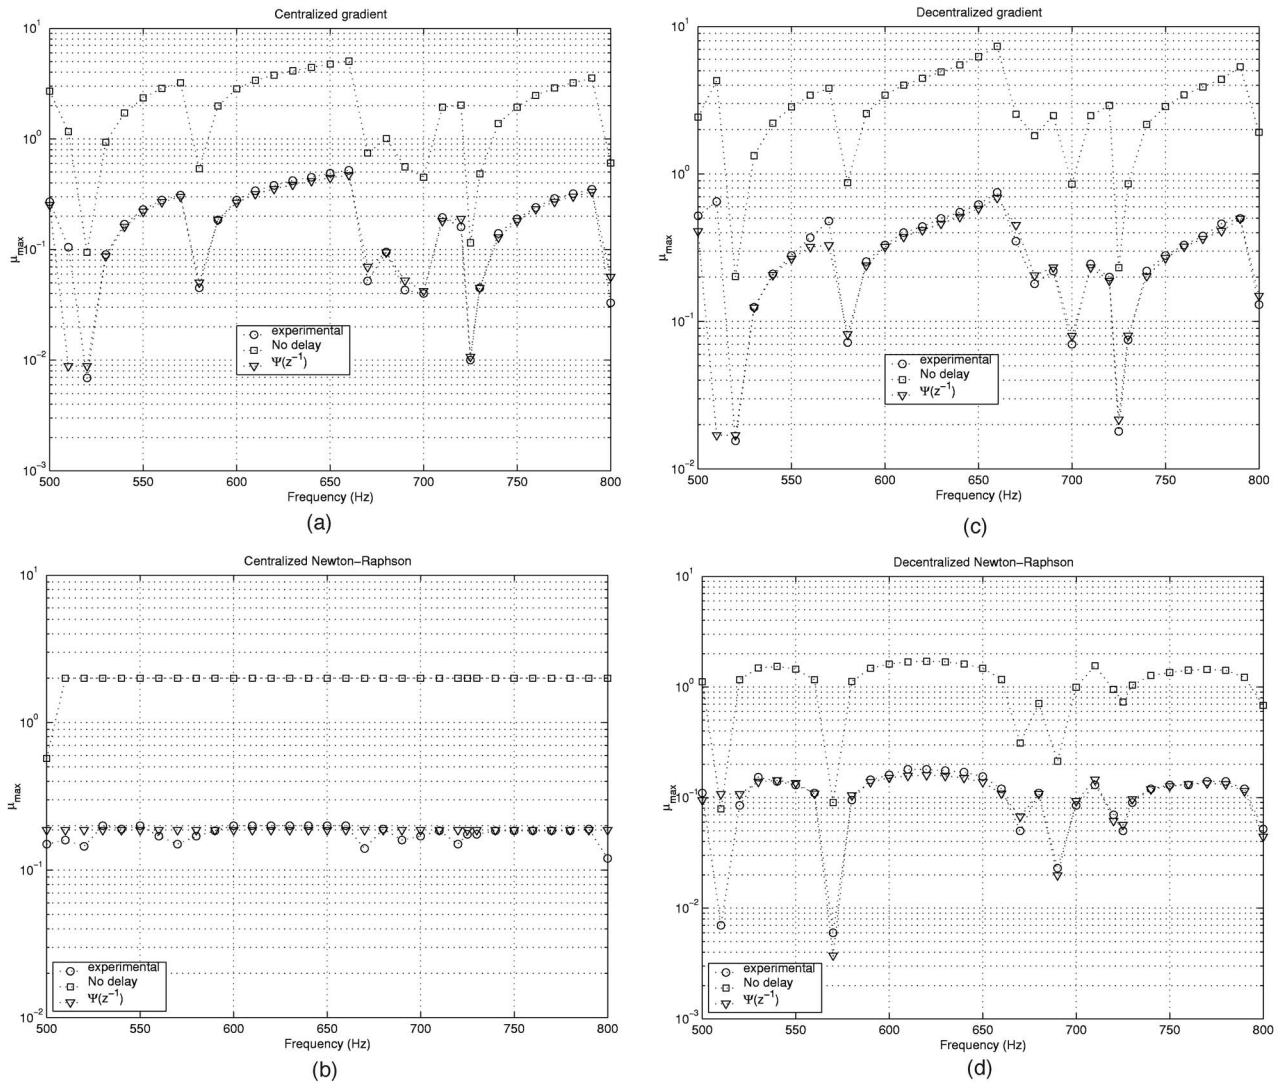 Centralized gradient
10^1
10^0
10^-1
10^-2
10^-3
μ_max
experimental
No delay
Ψ(z^-1)
500 550 600 650 700 750 800
Frequency (Hz)
(a)
Decentralized gradient
10^1
10^0
10^-1
10^-2
μ_max
experimental
No delay
Ψ(z^-1)
500 550 600 650 700 750 800
Frequency (Hz)
(c)
Centralized Newton−Raphson
10^1
10^0
10^-1
10^-2
μ_max
experimental
No delay
Ψ(z^-1)
500 550 600 650 700 750 800
Frequency (Hz)
(b)
Decentralized Newton−Raphson
10^1
10^0
10^-1
10^-2
10^-3
μ_max
experimental
No delay
Ψ(z^-1)
500 550 600 650 700 750 800
Frequency (Hz)
(d)